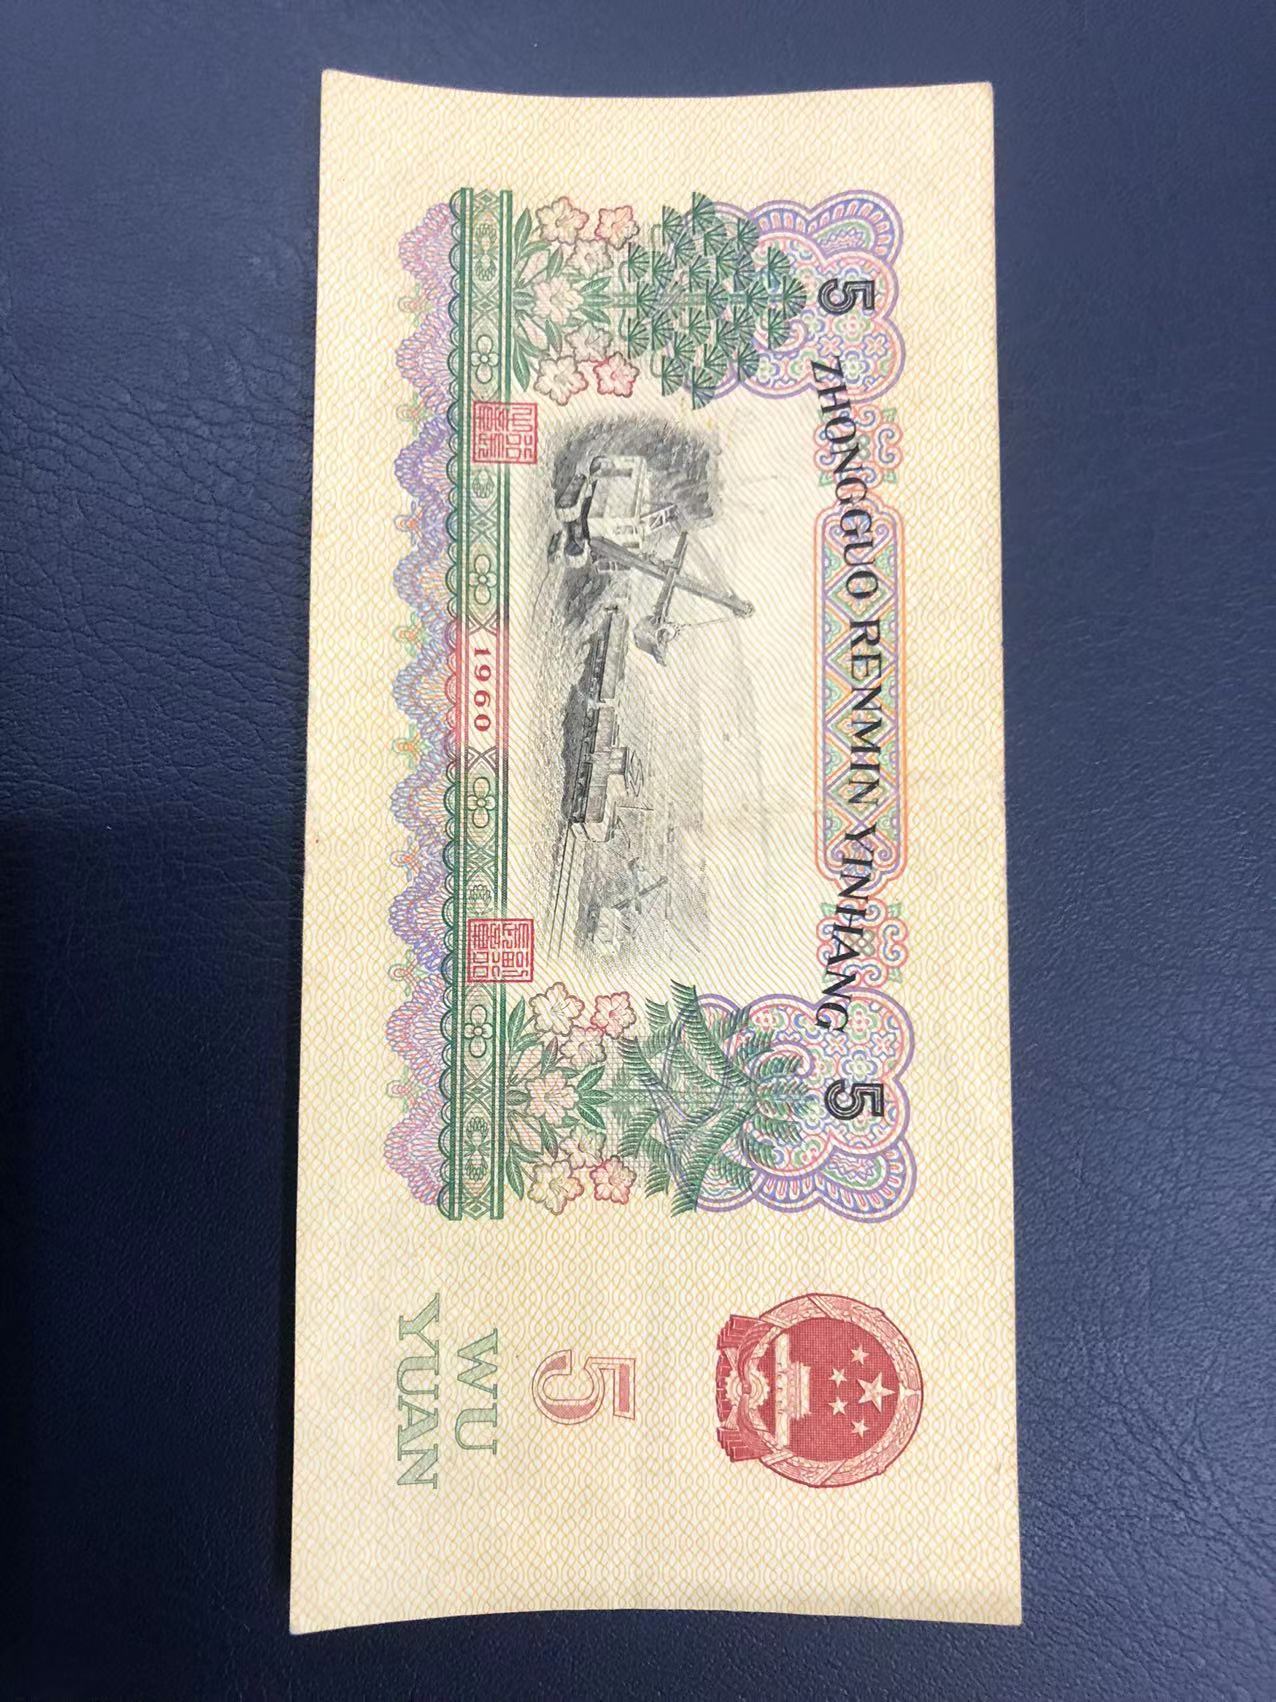 5 ZHONGGUO RENMIN YINHANG 5
1960
5
WU
YUAN